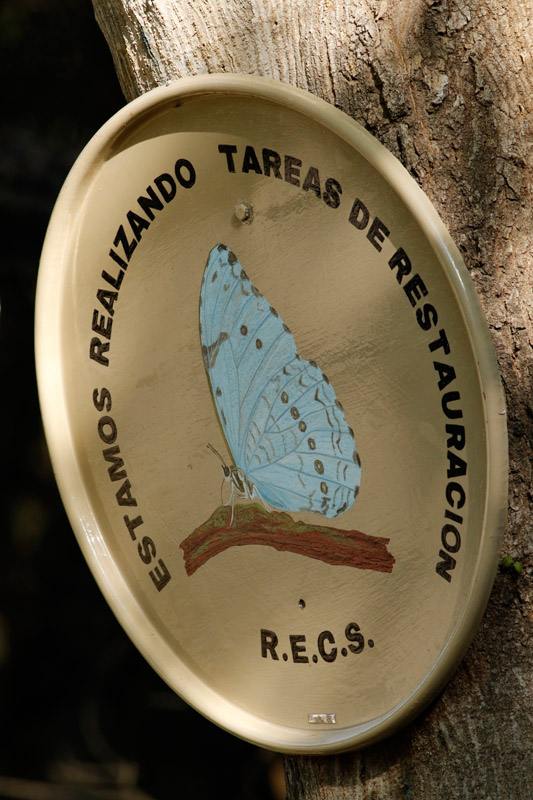 ESTAMOS REALIZANDO TAREAS DE RESTAURACION
R.E.C.S.